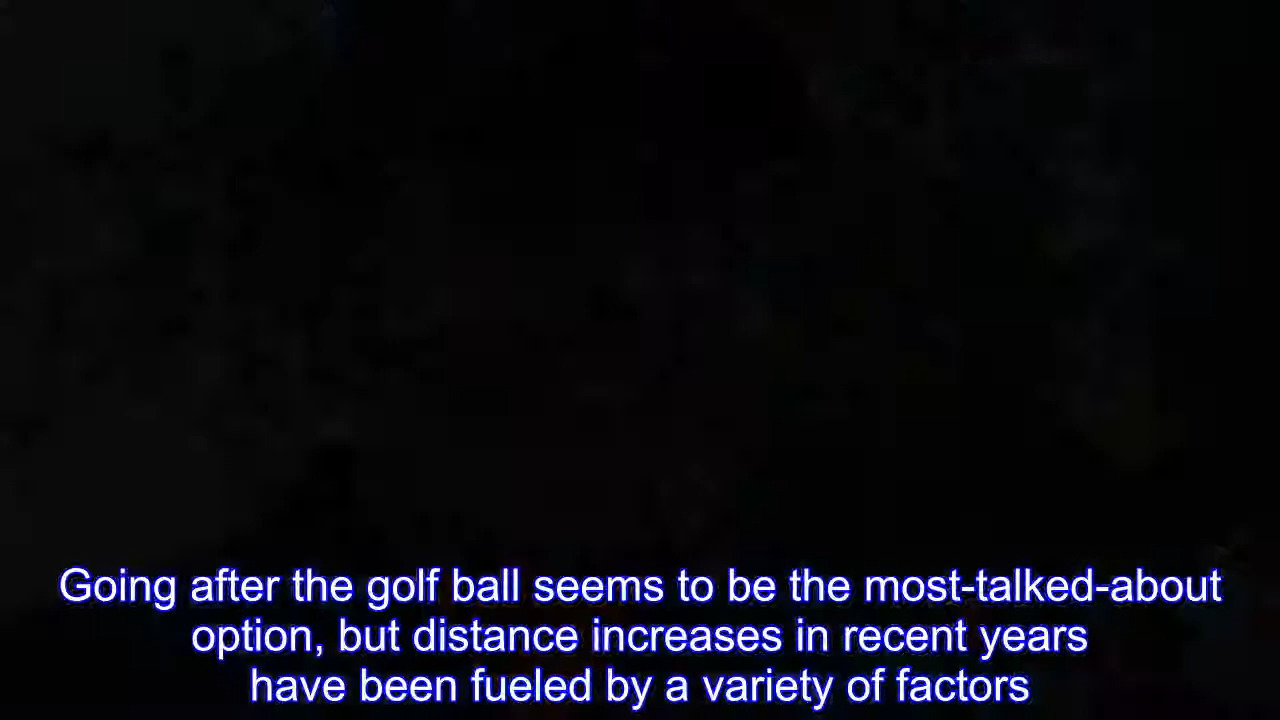 Going after the golf ball seems to be the most-talked-about
option, but distance increases in recent years
have been fueled by a variety of factors